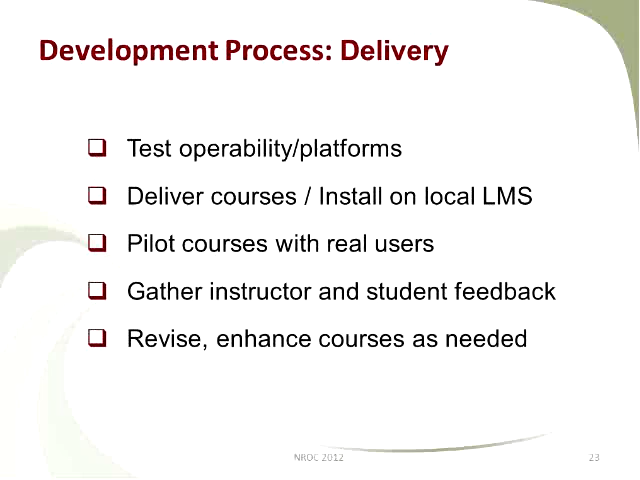 Development Process: Delivery
Test operability/platforms
Deliver courses / Install on local LMS
Pilot courses with real users
Gather instructor and student feedback
Revise, enhance courses as needed
NROC 2012
23